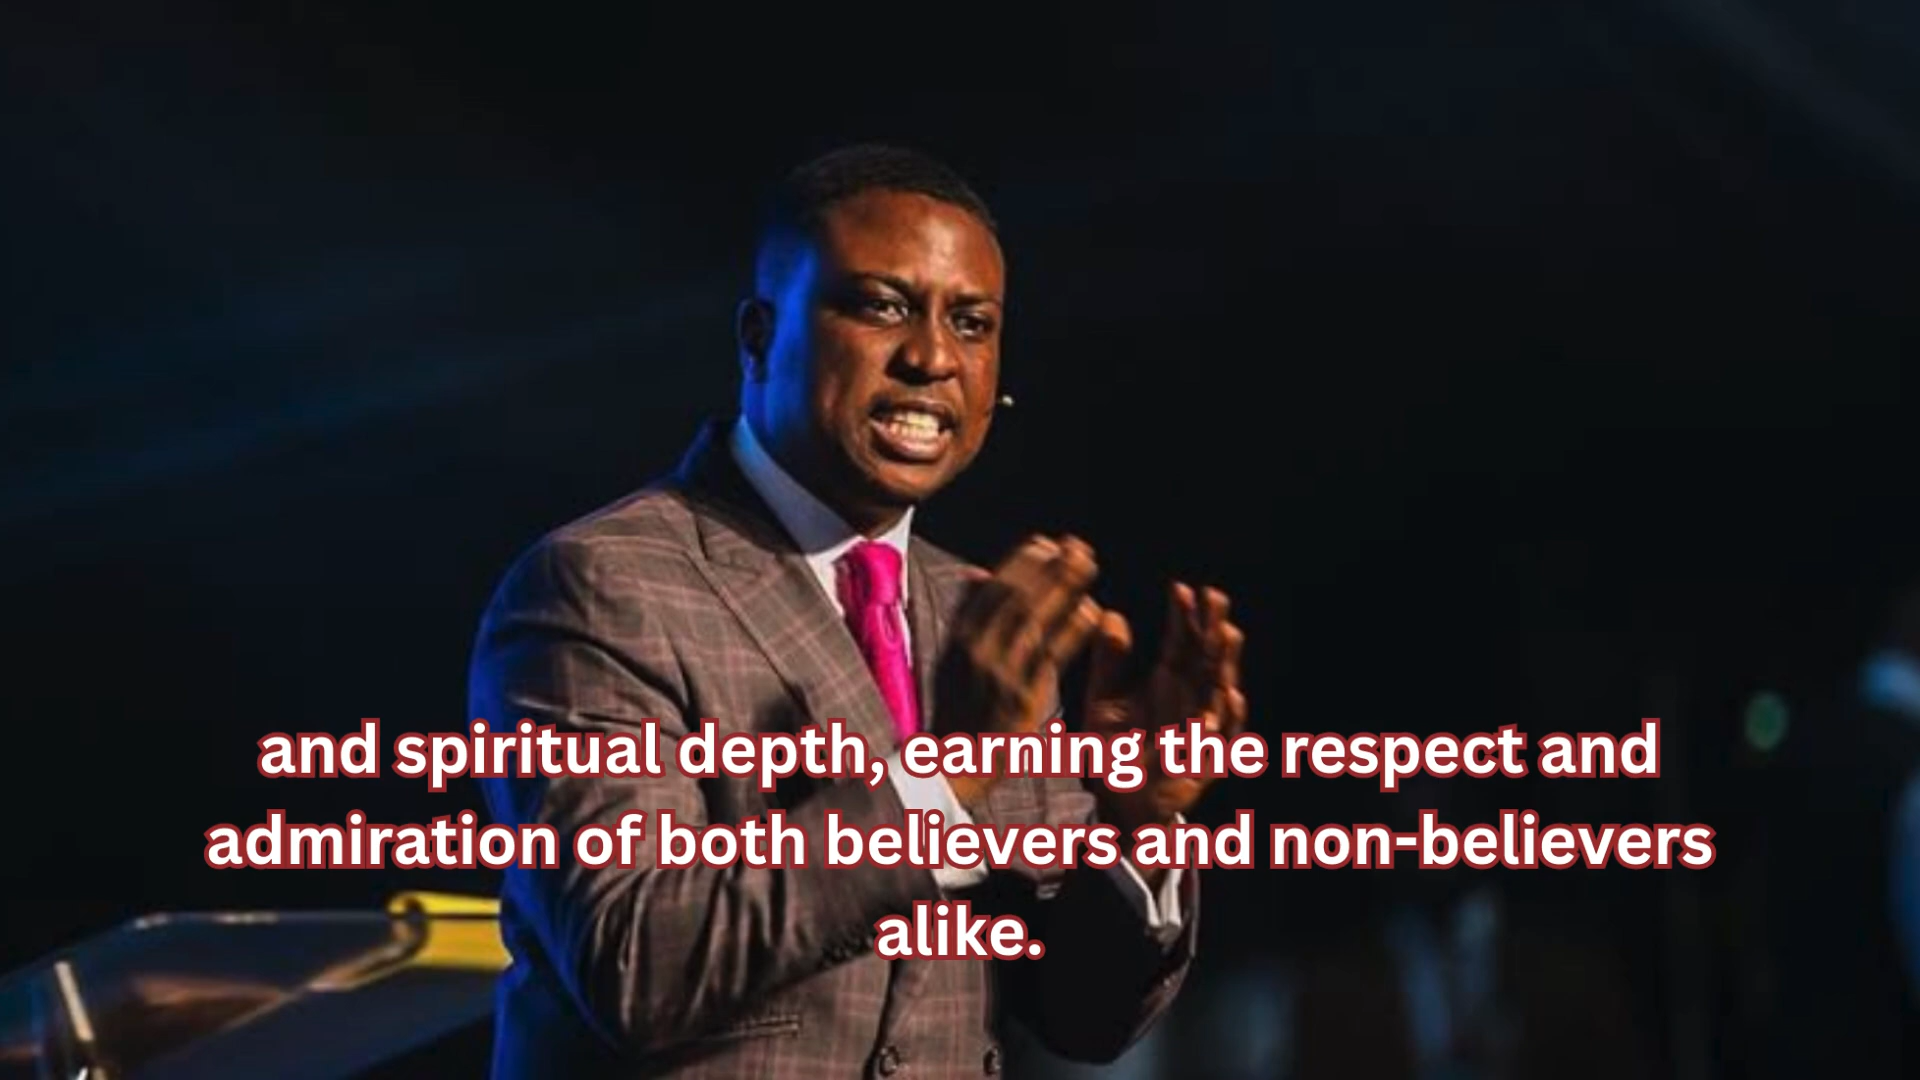 and spiritual depth, earning the respect and
admiration of both believers and non-believers
alike.